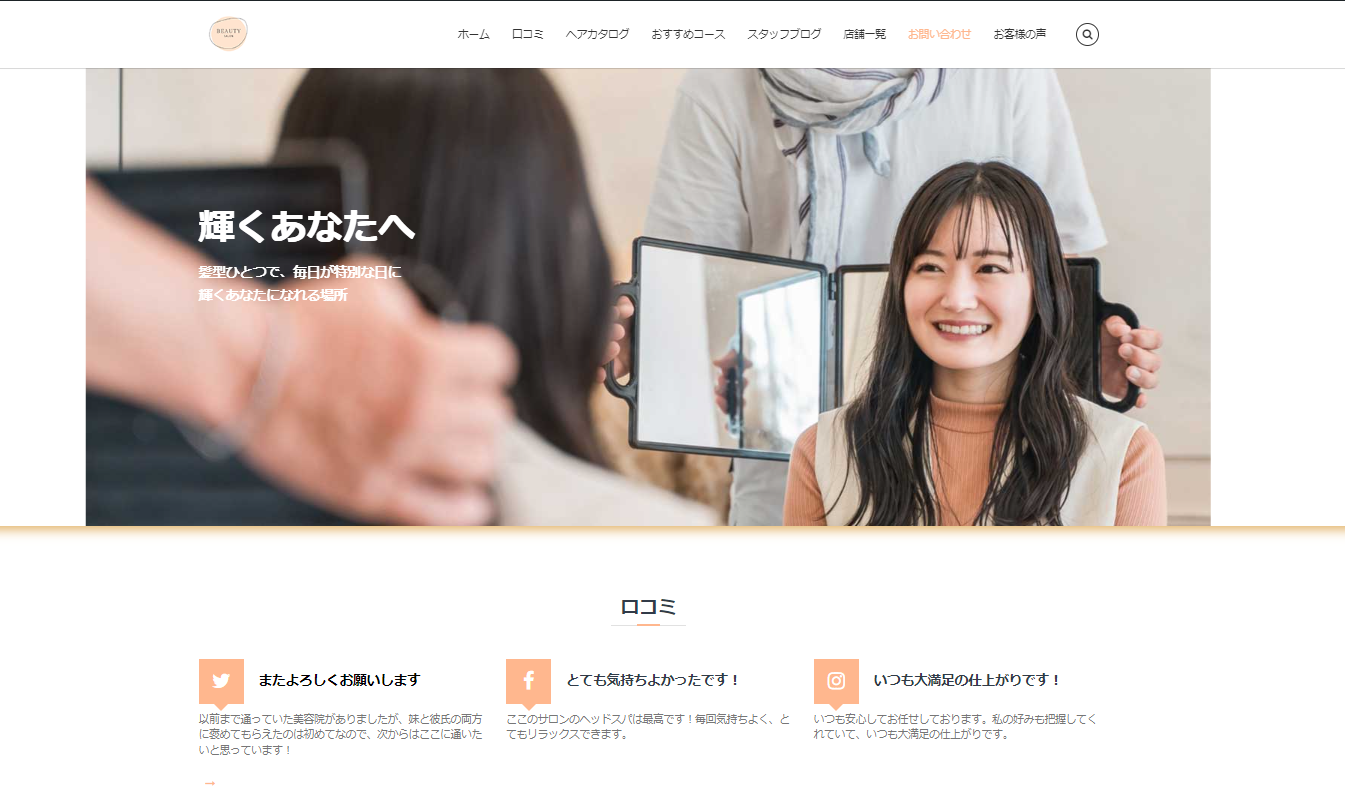 BEAUTY
ホーム 口コミ ヘアカタログ おすすめコース スタッフブログ 店舗一覧 お問い合わせ お客様の声
輝くあなたへ
髪型ひとつで、毎日が特別な日に
輝くあなたになれる場所
口コミ
またよろしくお願いします
以前まで通っていた美容院がありましたが、妹と彼氏の両方
に褒めてもらえたのは初めてなので、次からはここに通いた
いと思っています！
→
とても気持ちよかったです！
ここのサロンのヘッドスパは最高です！毎回気持ちよく、と
てもリラックスできます。
いつも大満足の仕上がりです！
いつも安心してお任せしております。私の好みも把握してく
れていて、いつも大満足の仕上がりです。